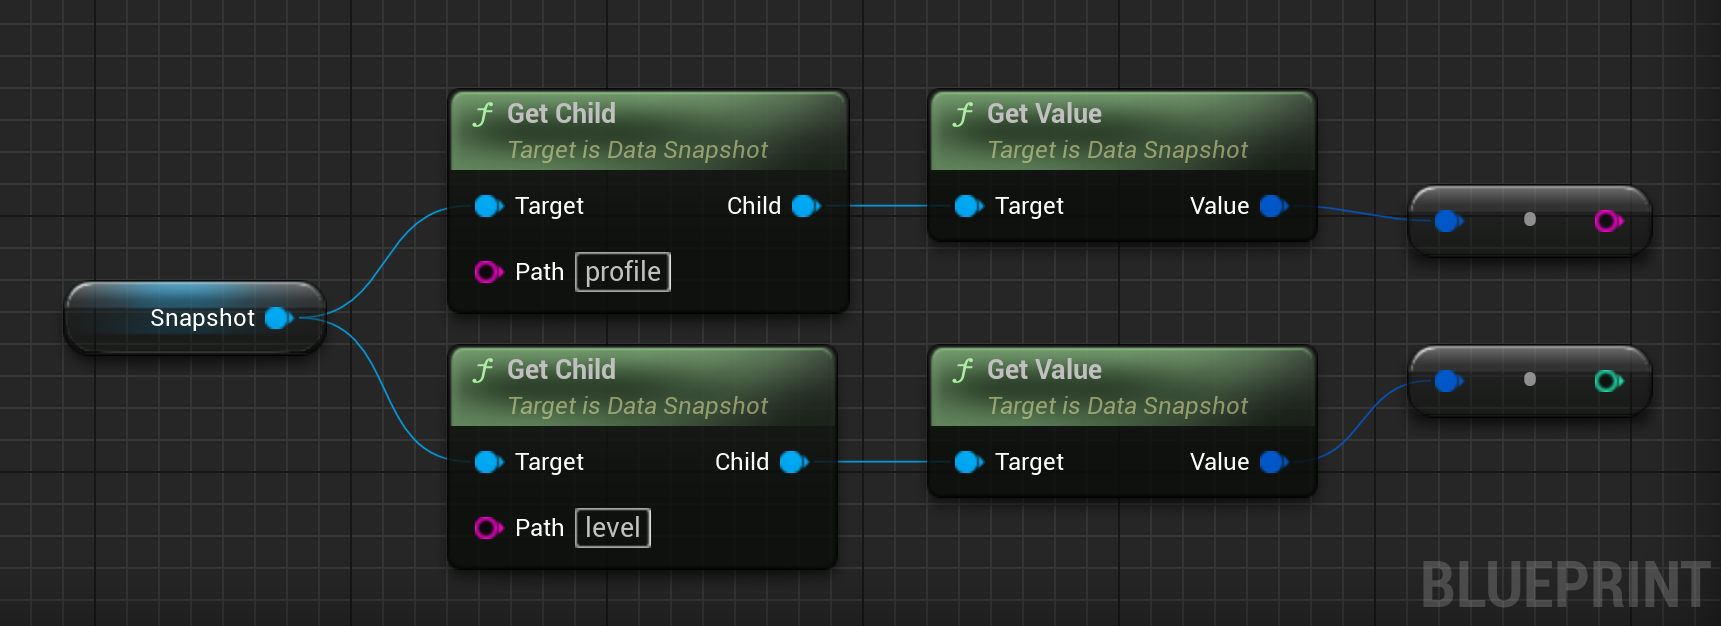 Snapshot
Get Child
Target is Data Snapshot
Target
Child
Path
profile
Get Value
Target is Data Snapshot
Target
Value
Get Child
Target is Data Snapshot
Target
Child
Path
level
Get Value
Target is Data Snapshot
Target
Value
BLUEPRINT